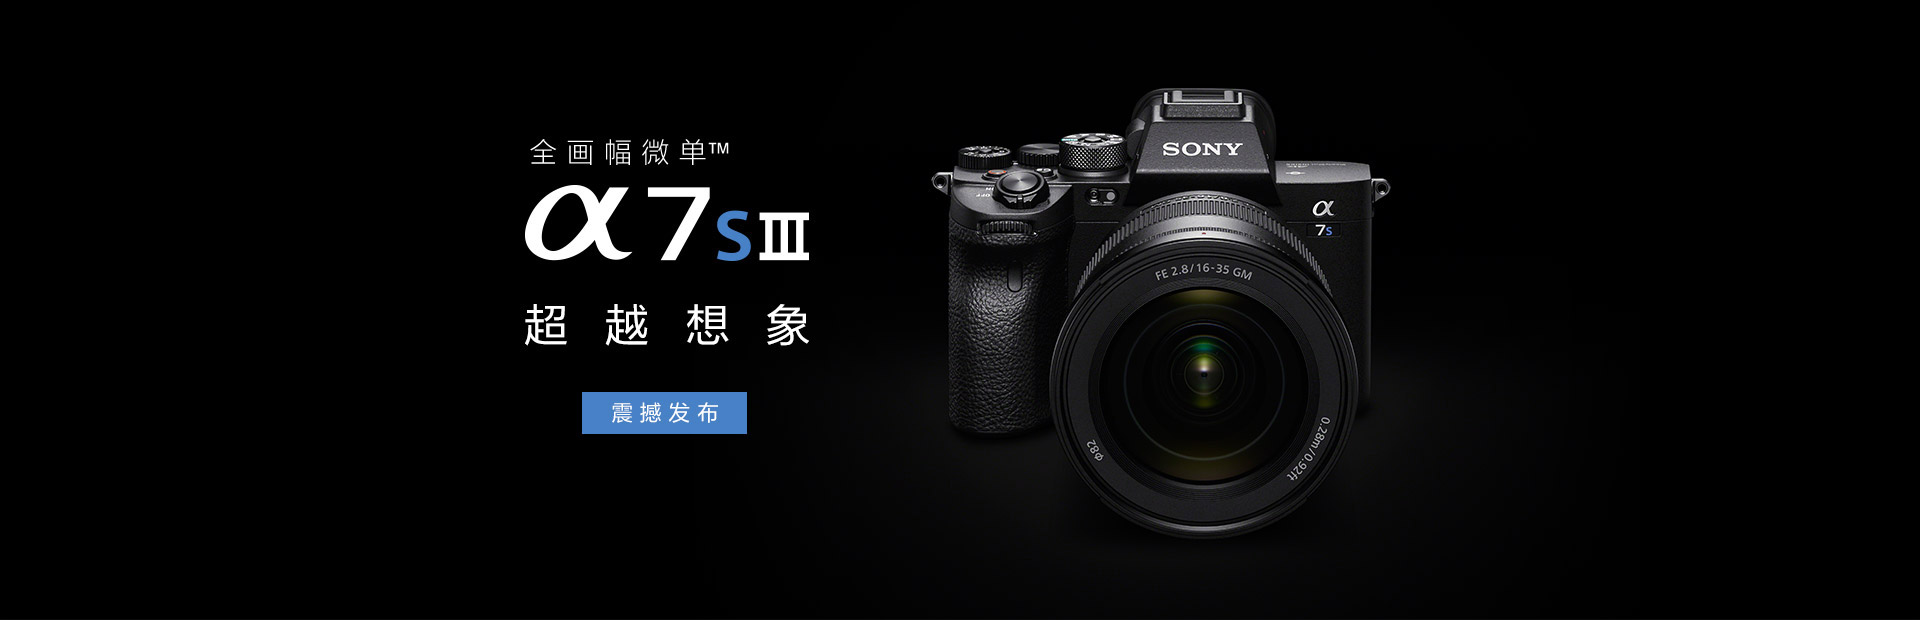 全画幅微单™
α7SIII
超越想象
震撼发布
SONY
α
7s
FE 2.8/16-35 GM
0.28m/0.92ft
Φ82